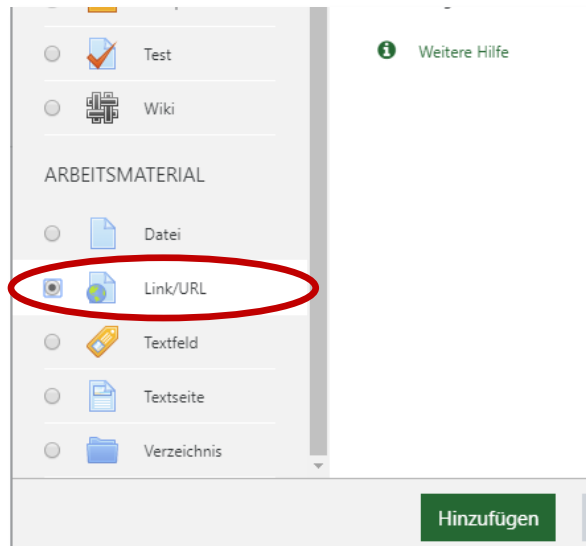 Test
Weitere Hilfe
Wiki
ARBEITSMATERIAL
Datei
Link/URL
Textfeld
Textseite
Verzeichnis
Hinzufügen